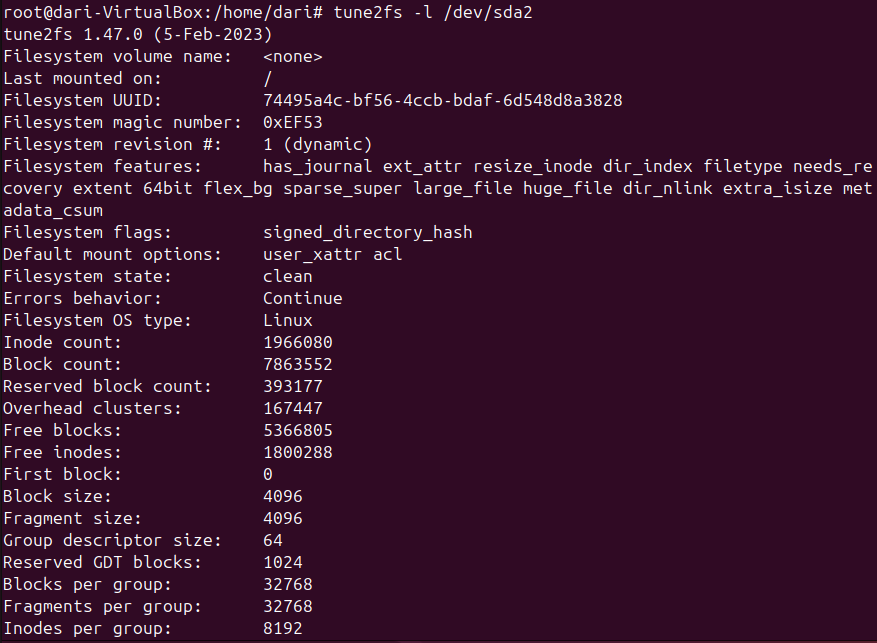 root@dari-VirtualBox:/home/dari# tune2fs -l /dev/sda2
tune2fs 1.47.0 (5-Feb-2023)
Filesystem volume name:   <none>
Last mounted on:          /
Filesystem UUID:          74495a4c-bf56-4ccb-bdaf-6d548d8a3828
Filesystem magic number:  0xEF53
Filesystem revision #:    1 (dynamic)
Filesystem features:      has_journal ext_attr resize_inode dir_index filetype needs_re
covery extent 64bit flex_bg sparse_super large_file huge_file dir_nlink extra_isize met
adata_csum
Filesystem flags:         signed_directory_hash
Default mount options:    user_xattr acl
Filesystem state:         clean
Errors behavior:          Continue
Filesystem OS type:       Linux
Inode count:              1966080
Block count:              7863552
Reserved block count:     393177
Overhead clusters:        167447
Free blocks:              5366805
Free inodes:              1800288
First block:              0
Block size:               4096
Fragment size:            4096
Group descriptor size:    64
Reserved GDT blocks:      1024
Blocks per group:         32768
Fragments per group:      32768
Inodes per group:         8192